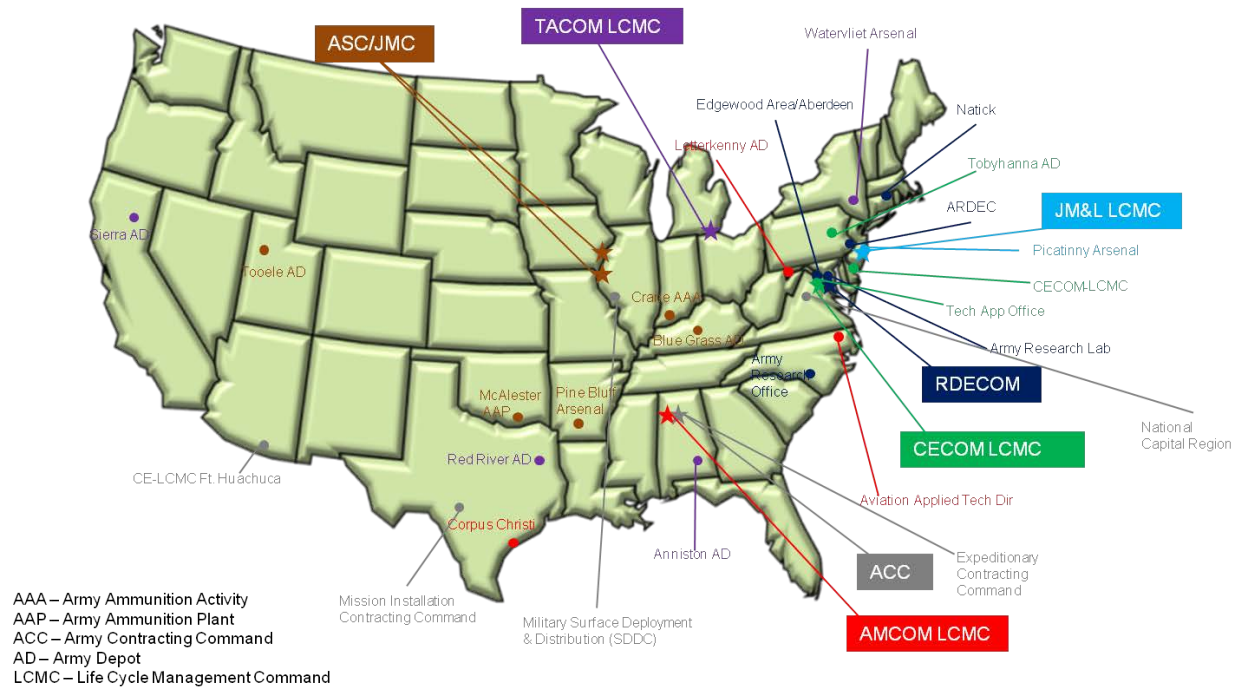 TACOM LCMC
ASC/JMC
Watervliet Arsenal
Edgewood Area/Aberdeen
Natick
Letterkenny AD
Tobyhanna AD
JM&L LCMC
ARDEC
Sierra AD
Picatinny Arsenal
Tooele AD
CECOM-LCMC
Crane AAA
Tech App Office
Blue Grass AD
Army Research Lab
Army
Research
Office
RDECOM
McAlester
AAP
Pine Bluff
Arsenal
National
Capital Region
CECOM LCMC
Red River AD
CE-LCMC Ft. Huachuca
Aviation Applied Tech Dir
Corpus Christi
Anniston AD
Expeditionary
Contracting
Command
ACC
Mission Installation
Contracting Command
Military Surface Deployment
& Distribution (SDDC)
AMCOM LCMC
AAA – Army Ammunition Activity
AAP – Army Ammunition Plant
ACC – Army Contracting Command
AD – Army Depot
LCMC – Life Cycle Management Command